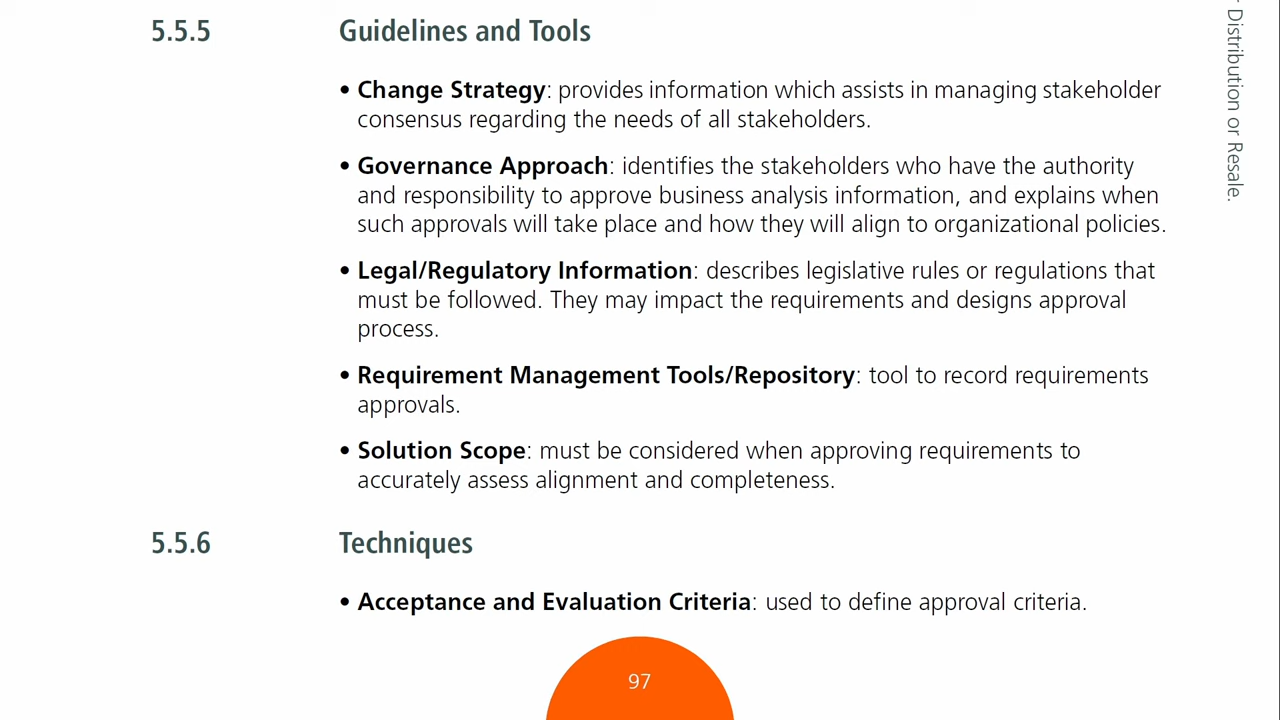 5.5.5 Guidelines and Tools
• Change Strategy: provides information which assists in managing stakeholder
consensus regarding the needs of all stakeholders.
• Governance Approach: identifies the stakeholders who have the authority
and responsibility to approve business analysis information, and explains when
such approvals will take place and how they will align to organizational policies.
• Legal/Regulatory Information: describes legislative rules or regulations that
must be followed. They may impact the requirements and designs approval
process.
• Requirement Management Tools/Repository: tool to record requirements
approvals.
• Solution Scope: must be considered when approving requirements to
accurately assess alignment and completeness.
5.5.6 Techniques
• Acceptance and Evaluation Criteria: used to define approval criteria.
97
Distribution or Resale.